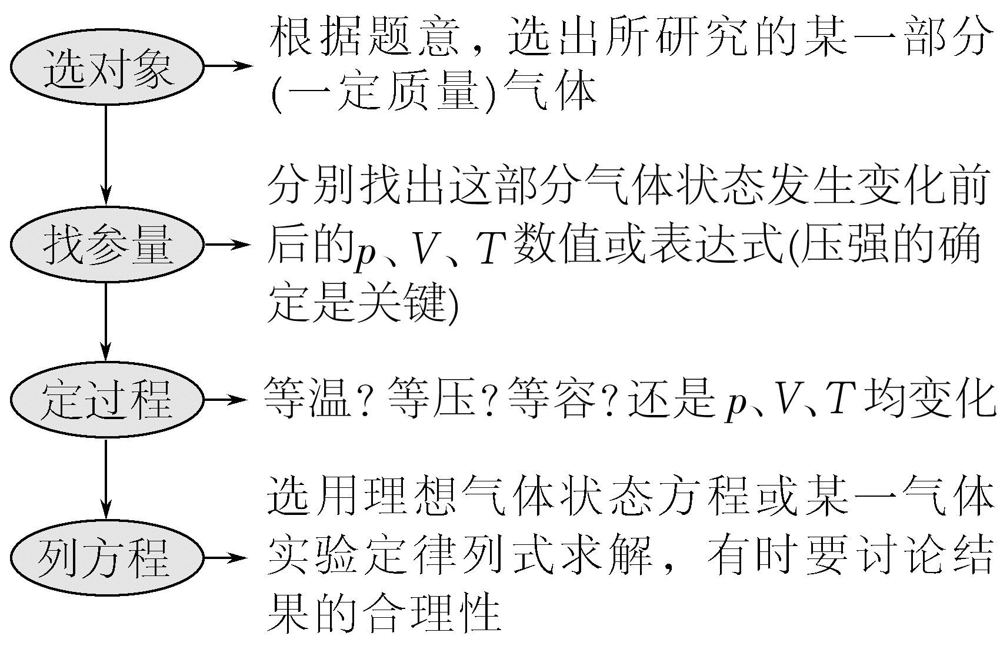 选对象
根据题意，选出所研究的某一部分
(一定质量)气体
找参量
分别找出这部分气体状态发生变化前
后的p、V、T数值或表达式(压强的确
定是关键)
定过程
等温?等压?等容?还是p、V、T均变化
列方程
选用理想气体状态方程或某一气体
实验定律列式求解，有时要讨论结
果的合理性